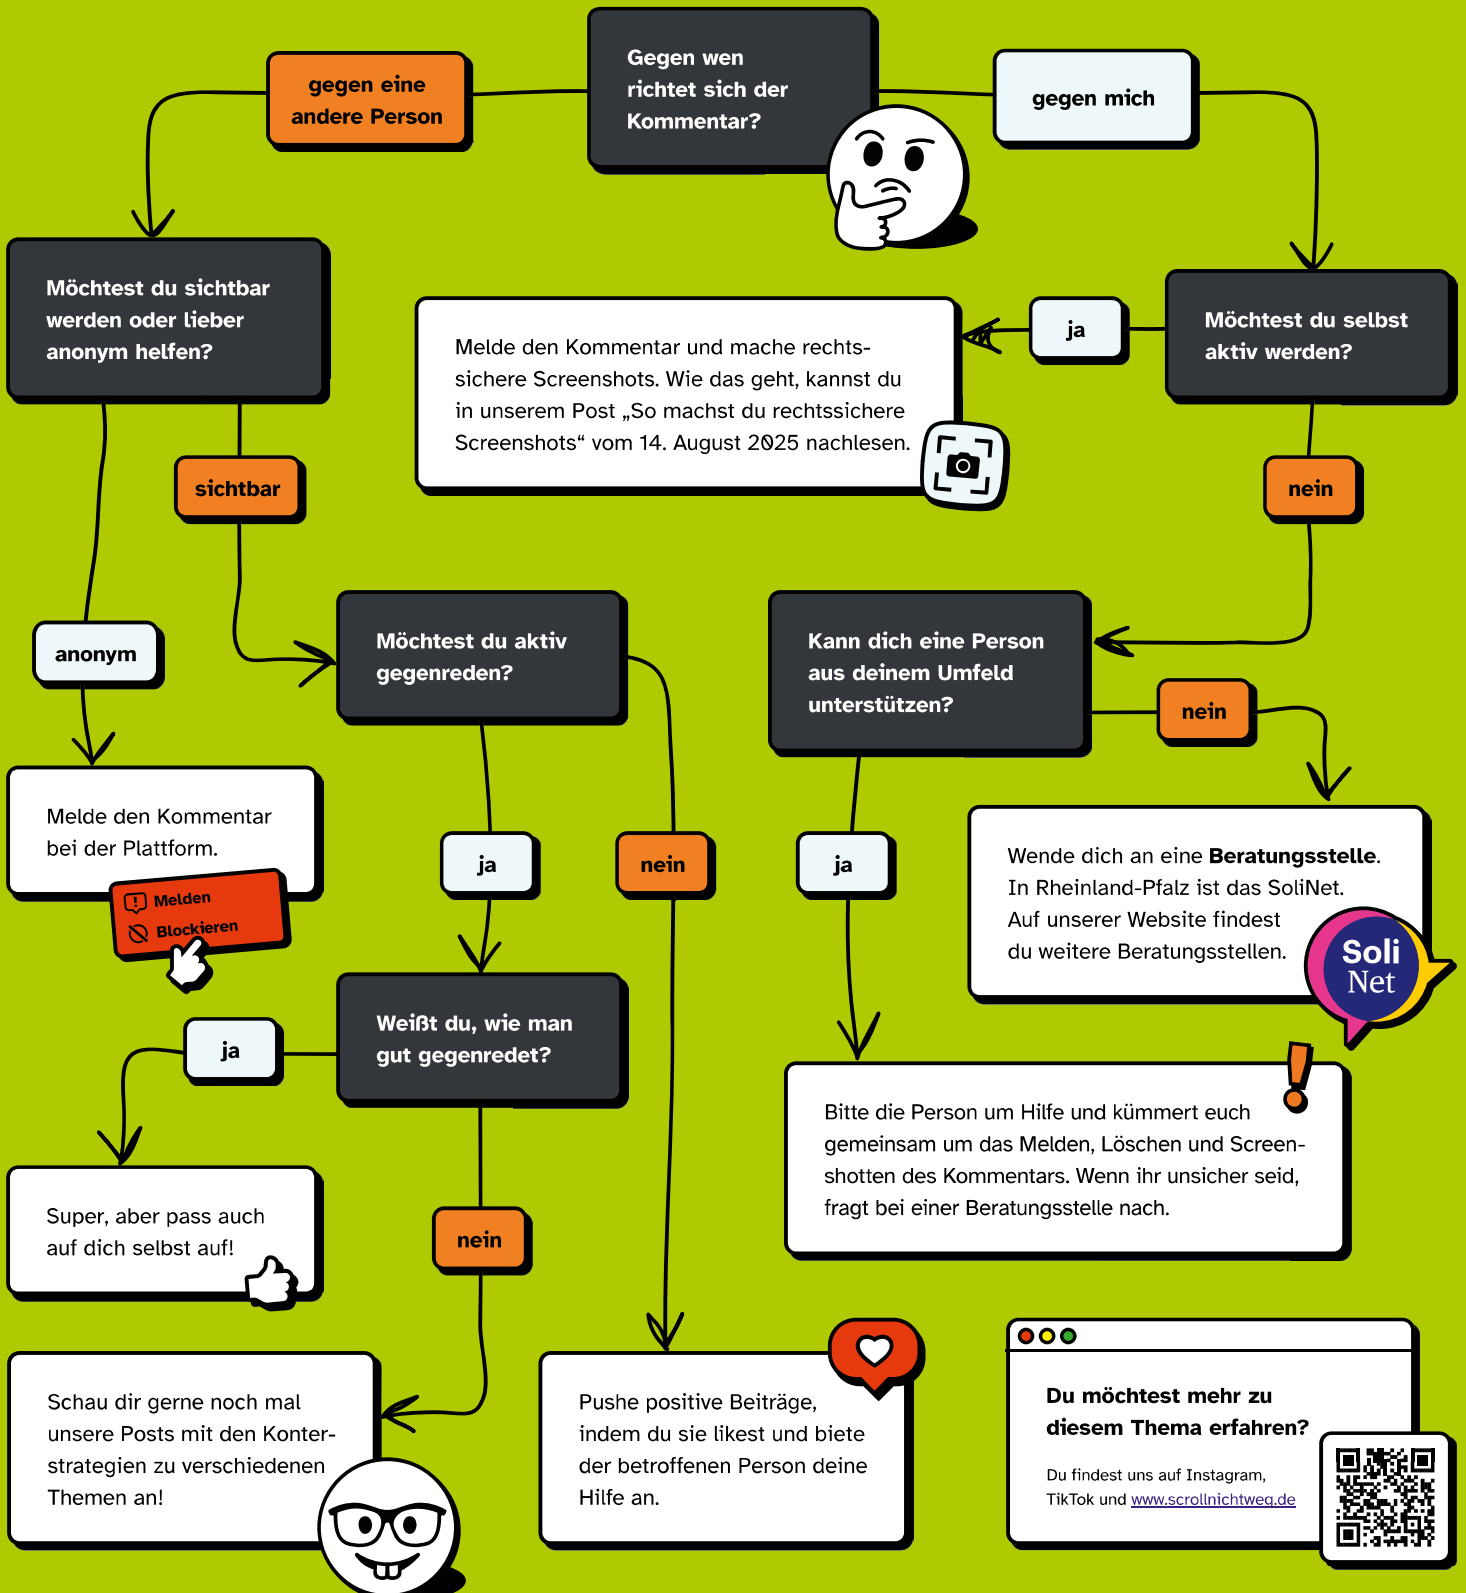 Gegen wen
richtet sich der
Kommentar?
gegen eine
andere Person
gegen mich
Möchtest du sichtbar
werden oder lieber
anonym helfen?
Möchtest du selbst
aktiv werden?
ja
Melde den Kommentar und mache rechts-
sichere Screenshots. Wie das geht, kannst du
in unserem Post „So machst du rechtssichere
Screenshots“ vom 14. August 2025 nachlesen.
sichtbar
nein
anonym
Möchtest du aktiv
gegenreden?
Kann dich eine Person
aus deinem Umfeld
unterstützen?
nein
Melde den Kommentar
bei der Plattform.
Melden
Blockieren
ja
nein
ja
Wende dich an eine Beratungsstelle.
In Rheinland-Pfalz ist das SoliNet.
Auf unserer Website findest
du weitere Beratungsstellen.
Soli
Net
Weißt du, wie man
gut gegenredet?
ja
Bitte die Person um Hilfe und kümmert euch
gemeinsam um das Melden, Löschen und Screen-
shotten des Kommentars. Wenn ihr unsicher seid,
fragt bei einer Beratungsstelle nach.
Super, aber pass auch
auf dich selbst auf!
nein
Schau dir gerne noch mal
unsere Posts mit den Konter-
strategien zu verschiedenen
Themen an!
Pushe positive Beiträge,
indem du sie likest und biete
der betroffenen Person deine
Hilfe an.
Du möchtest mehr zu
diesem Thema erfahren?
Du findest uns auf Instagram,
TikTok und www.scrollnichtweg.de